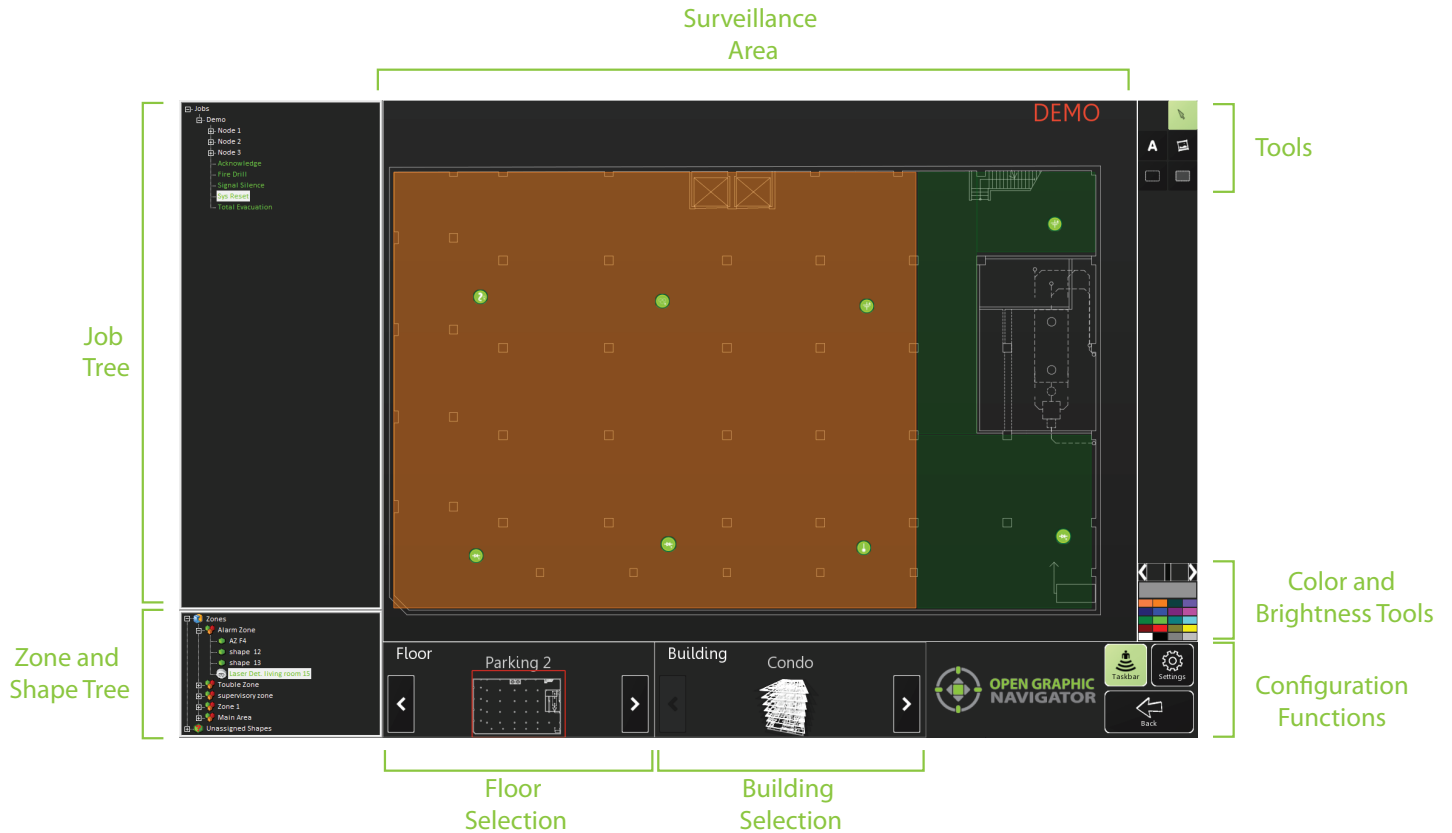 Surveillance
Area
DEMO
Jobs
Demo
Node 1
Node 2
Node 3
Acknowledge
Fire Drill
Signal Silence
Sys Reset
Total Evacuation
A
Tools
Job
Tree
Color and
Brightness Tools
Zones
Alarm Zone
AZ F4
shape 12
shape 13
Laser Det. living room 15
Touble Zone
supervisory zone
Zone 1
Main Area
Unassigned Shapes
Zone and
Shape Tree
Floor
Parking 2
Building
Condo
OPEN GRAPHIC
NAVIGATOR
Taskbar
Settings
Back
Configuration
Functions
Floor
Selection
Building
Selection